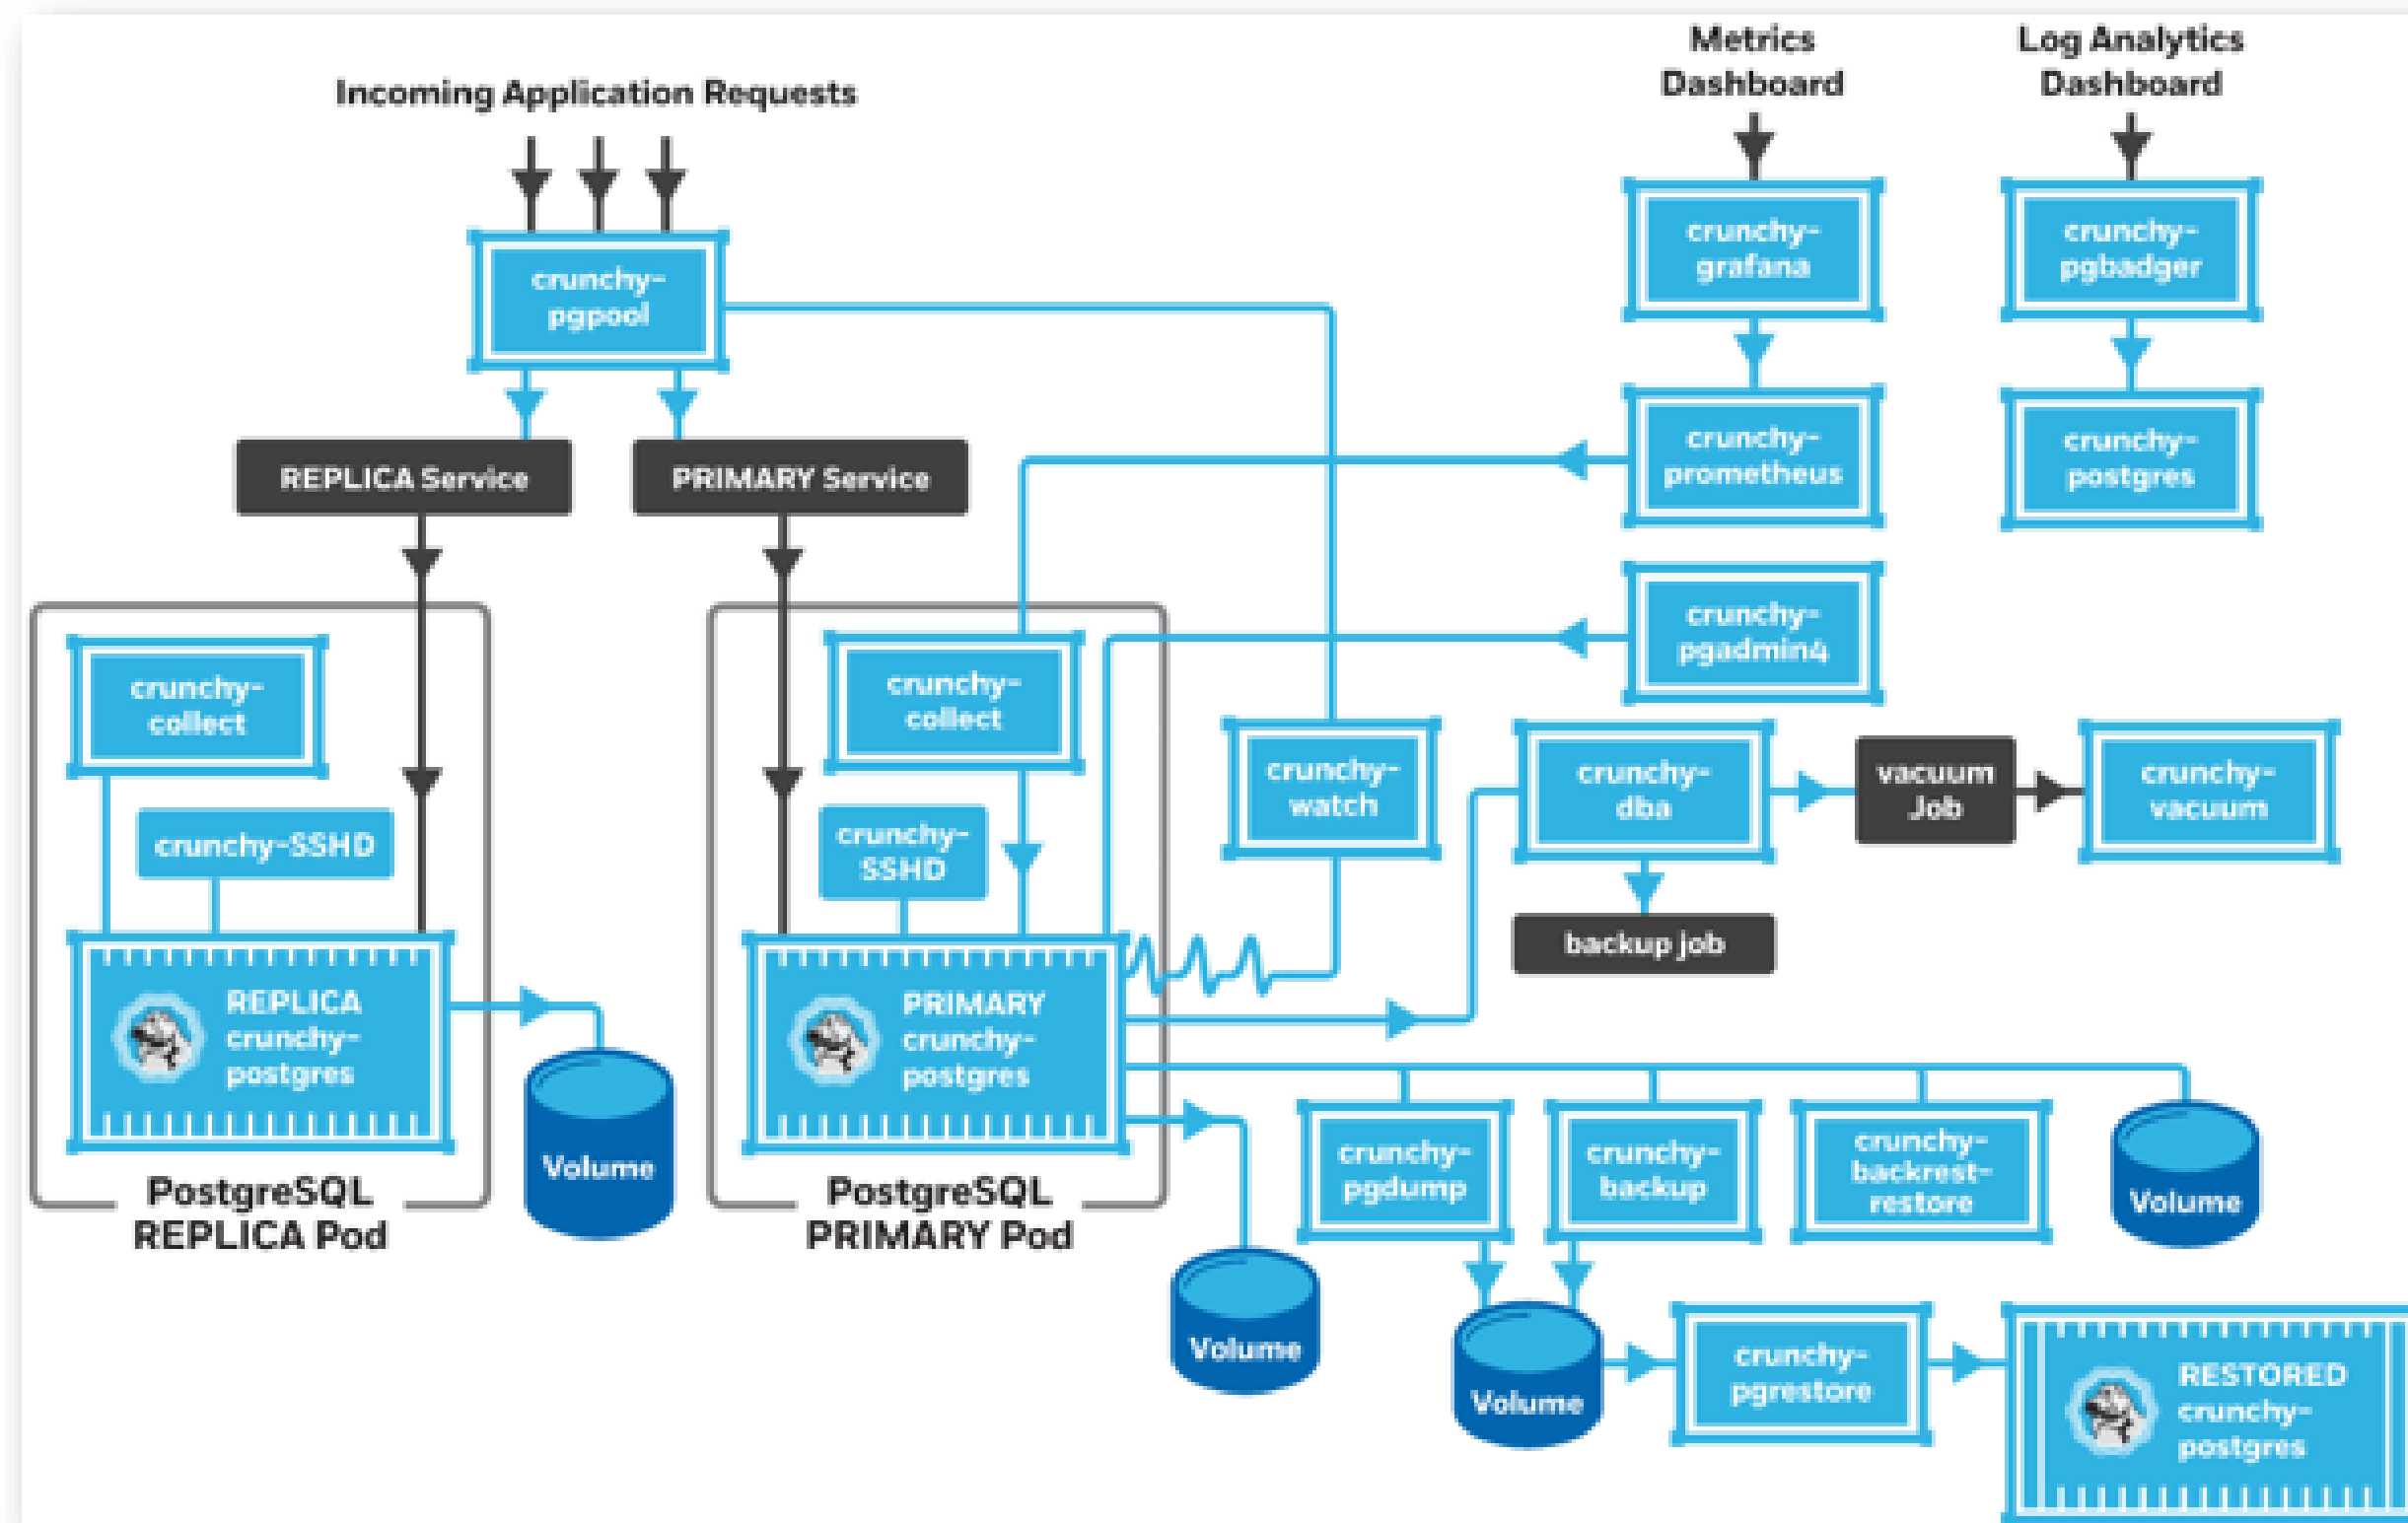 Incoming Application Requests
Metrics
Dashboard
Log Analytics
Dashboard
crunchy-
pgpool
crunchy-
grafana
crunchy-
pgbadger
REPLICA Service
PRIMARY Service
crunchy-
prometheus
crunchy-
postgres
crunchy-
pgadmin4
crunchy-
collect
crunchy-
collect
crunchy-
watch
crunchy-
dba
vacuum
Job
crunchy-
vacuum
crunchy-SSHD
crunchy-
SSHD
backup job
REPLICA
crunchy-
postgres
Volume
PRIMARY
crunchy-
postgres
crunchy-
pgdump
crunchy-
backup
crunchy-
backrest-
restore
Volume
PostgreSQL
REPLICA Pod
PostgreSQL
PRIMARY Pod
Volume
Volume
crunchy-
pgrestore
RESTORED
crunchy-
postgres